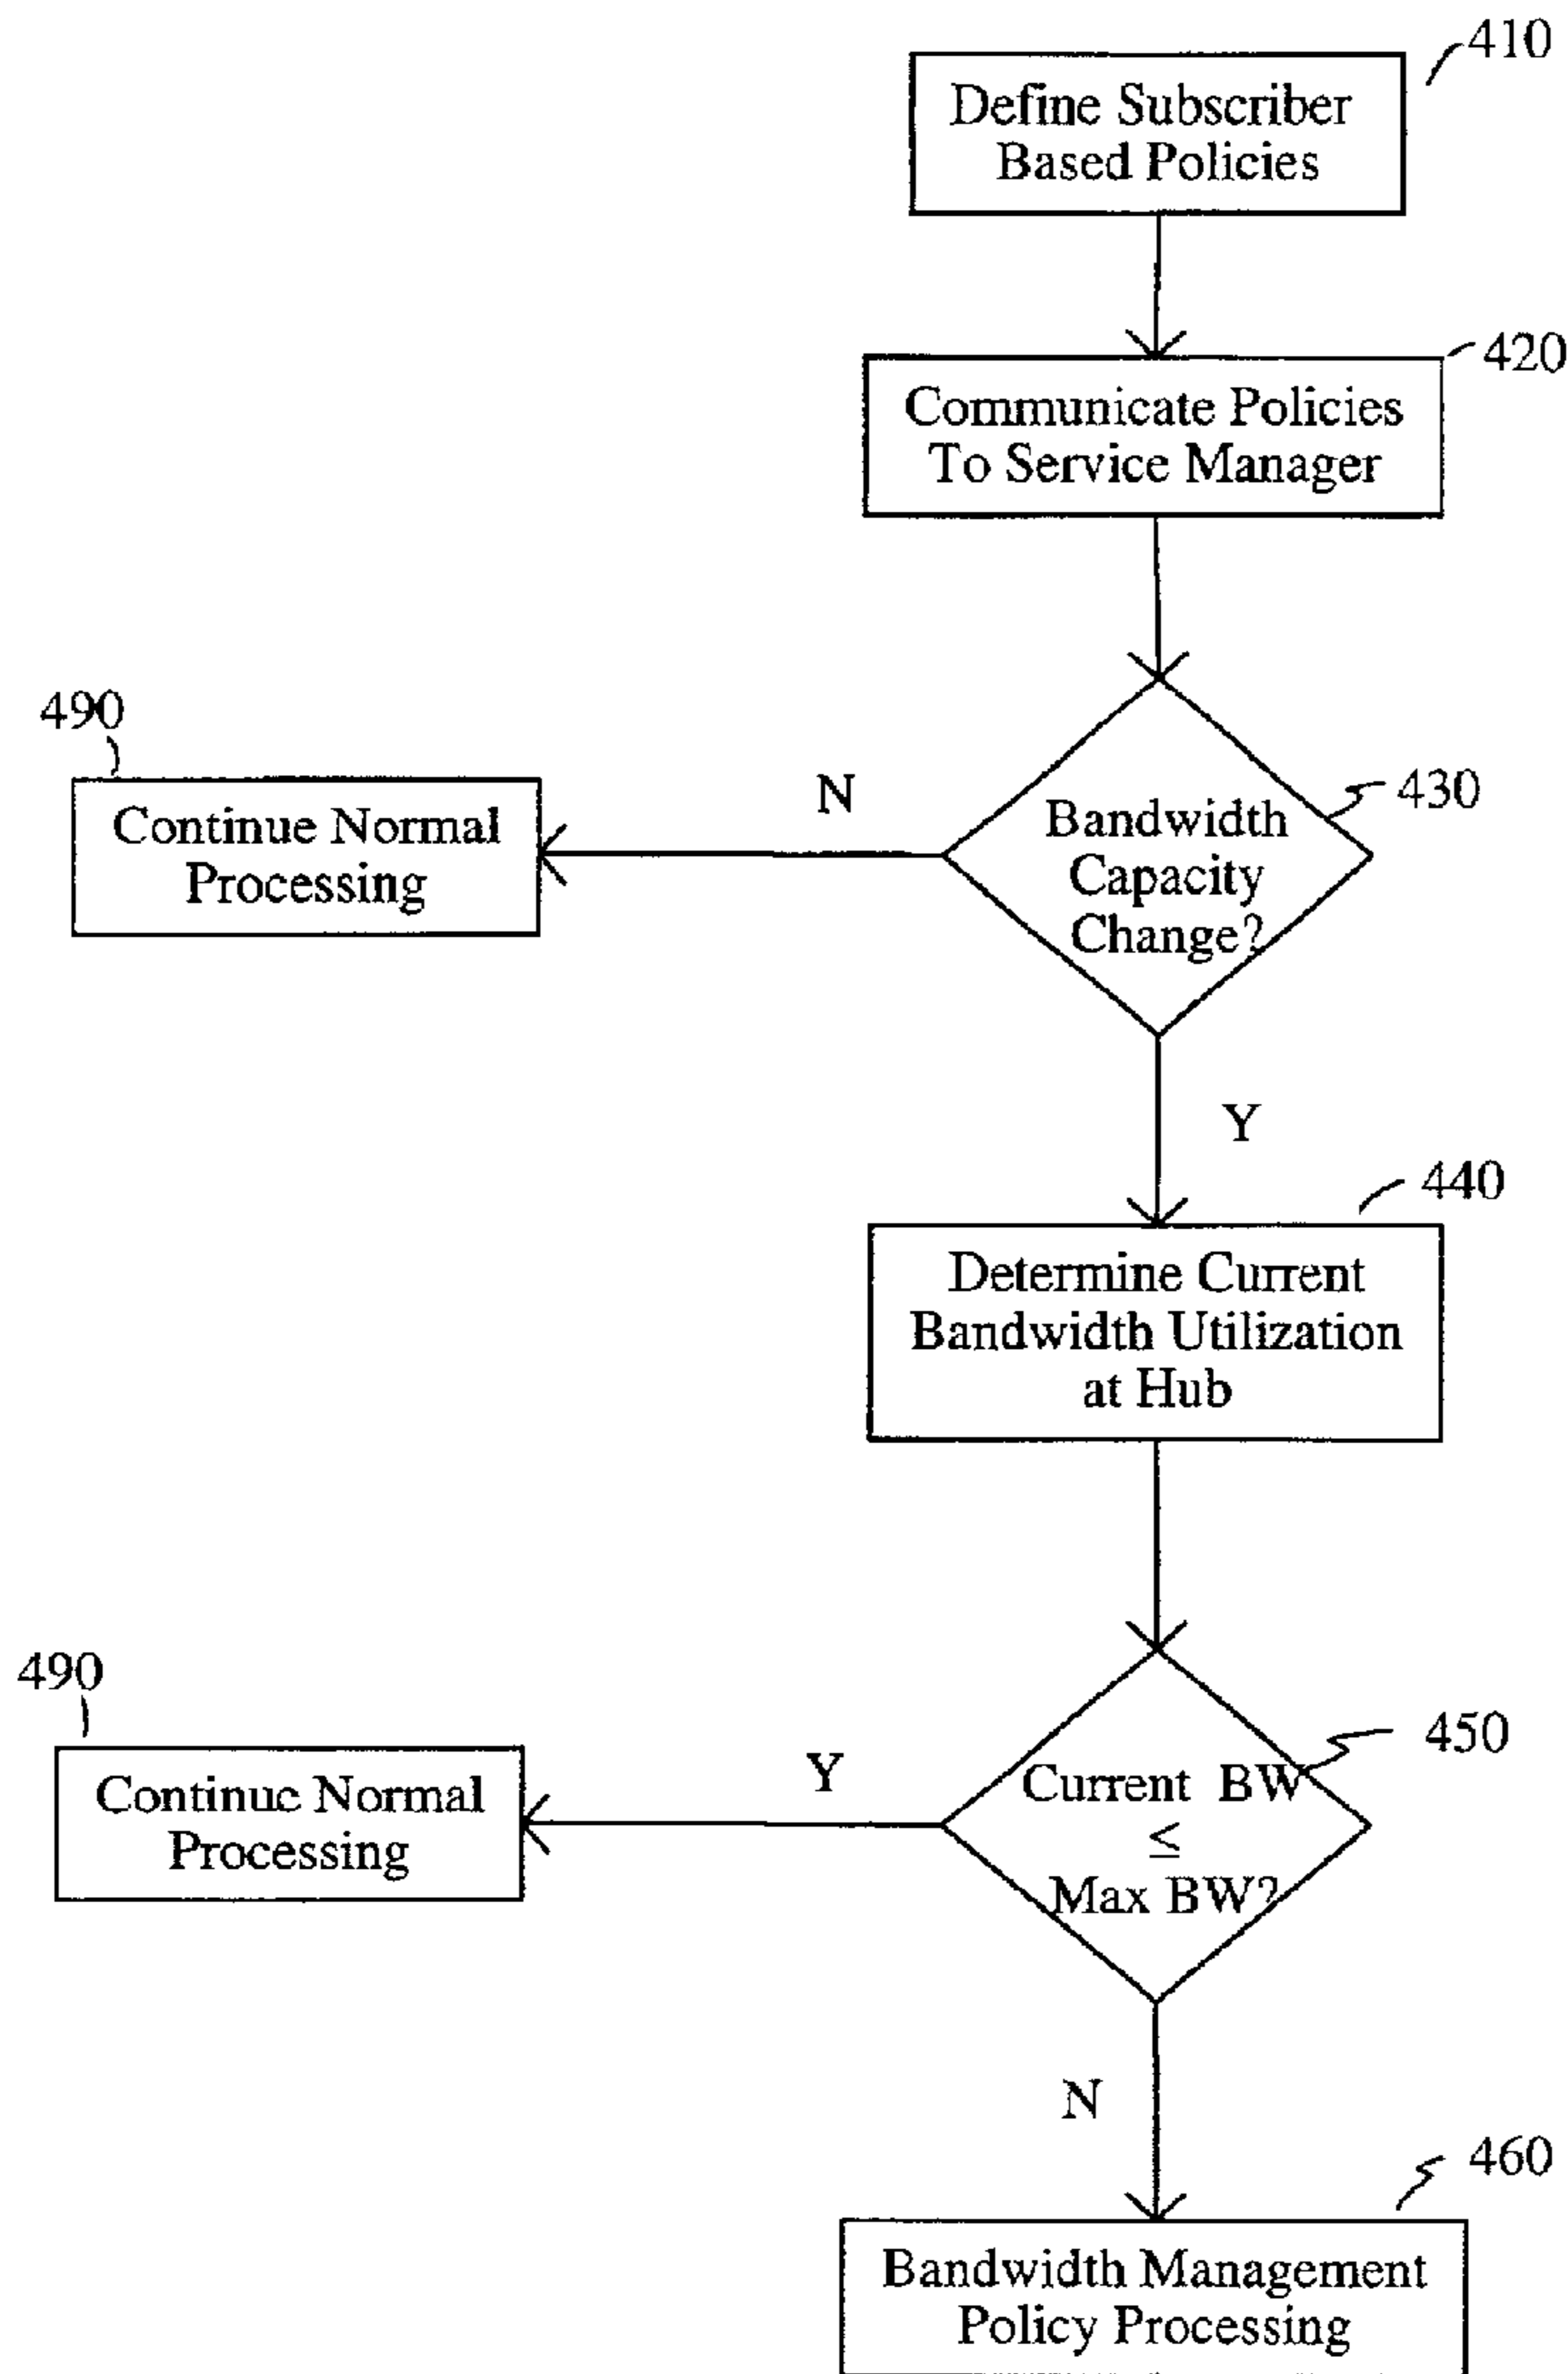 410
Define Subscriber
Based Policies
420
Communicate Policies
To Service Manager
490
N
430
Continue Normal
Processing
Bandwidth
Capacity
Change?
Y
440
Determine Current
Bandwidth Utilization
at Hub
490
450
Y
Continue Normal
Processing
Current BW
≤
Max BW?
N
460
Bandwidth Management
Policy Processing